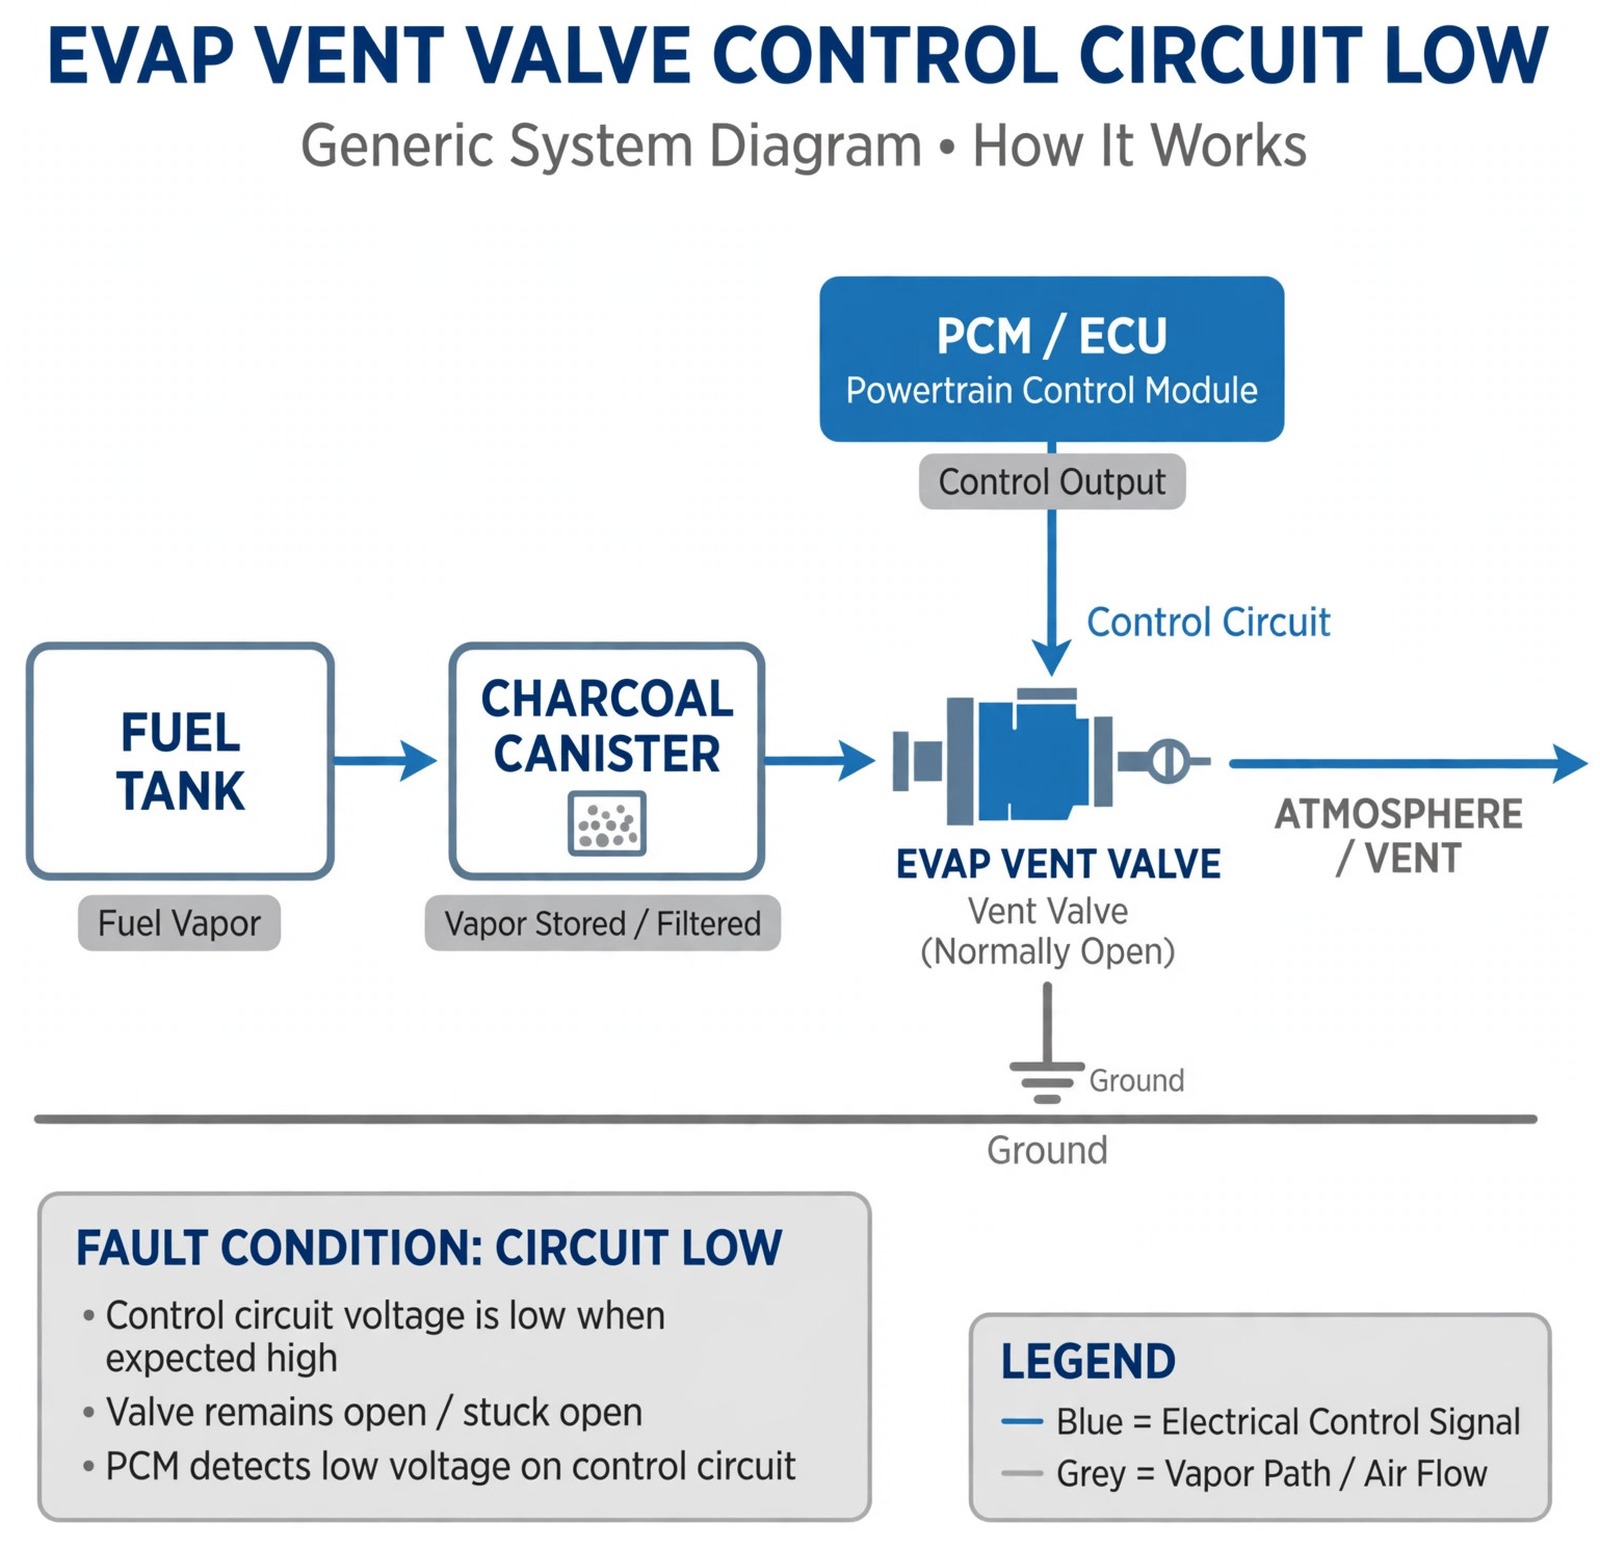 EVAP VENT VALVE CONTROL CIRCUIT LOW
Generic System Diagram • How It Works
PCM / ECU
Powertrain Control Module
Control Output
Control Circuit
FUEL
TANK
Fuel Vapor
CHARCOAL
CANISTER
Vapor Stored / Filtered
EVAP VENT VALVE
Vent Valve
(Normally Open)
ATMOSPHERE
/ VENT
Ground
Ground
FAULT CONDITION: CIRCUIT LOW
• Control circuit voltage is low when
expected high
• Valve remains open / stuck open
• PCM detects low voltage on control circuit
LEGEND
Blue = Electrical Control Signal
Grey = Vapor Path / Air Flow